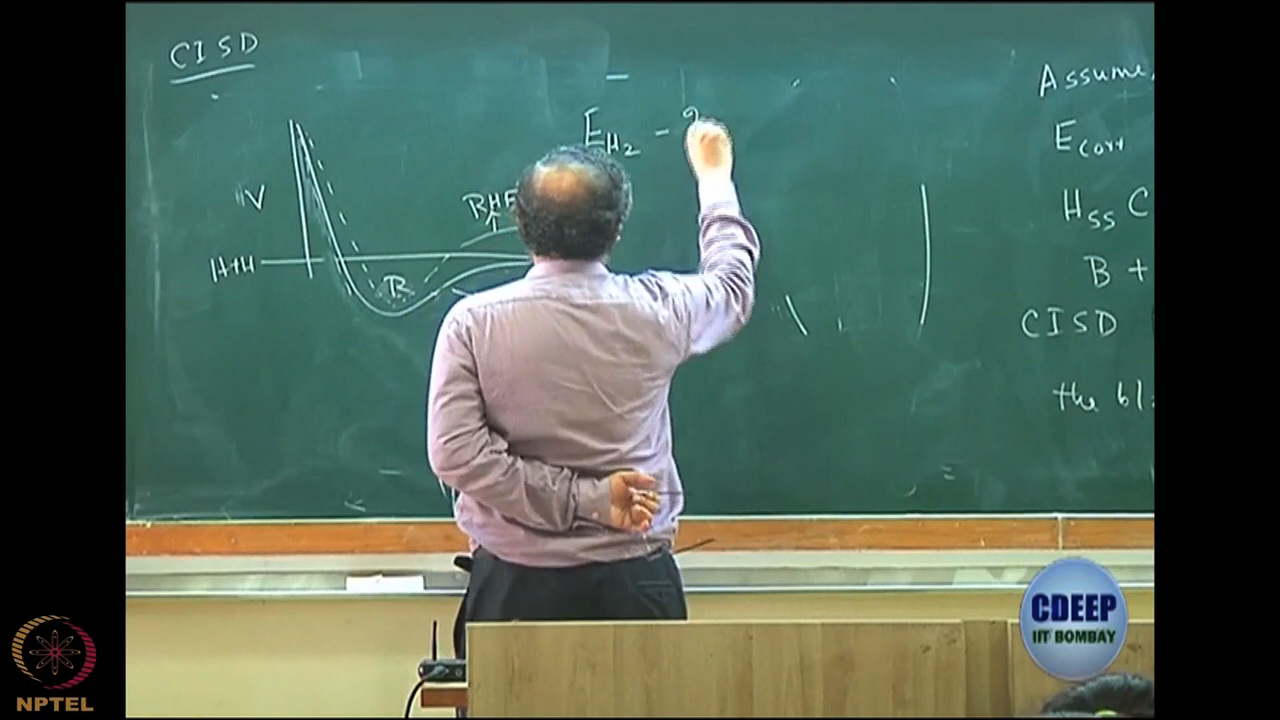 CISD
E_H₂ - 2
V
RHF
H+H
R
Assume
E_corr
H_SS C
B +
CISD
the bl
CDEEP
IIT BOMBAY
NPTEL